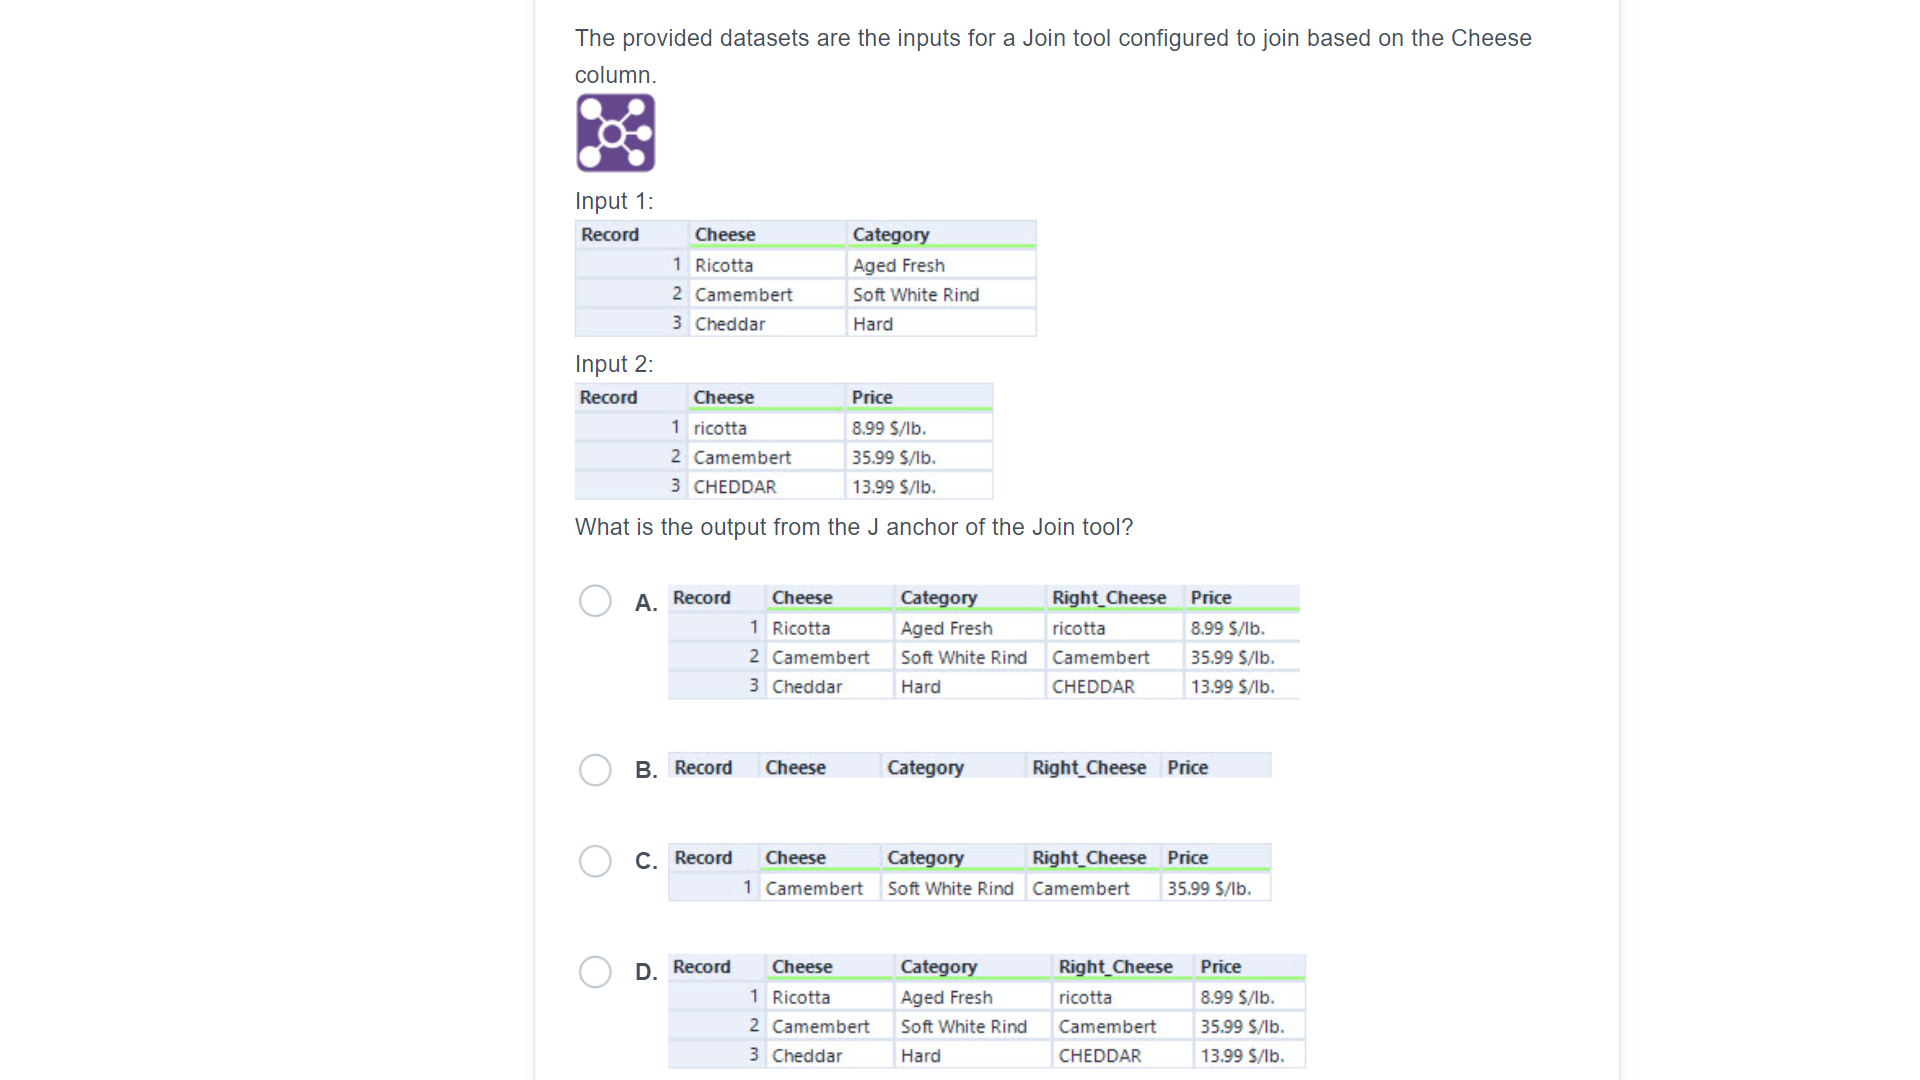 The provided datasets are the inputs for a Join tool configured to join based on the Cheese
column.
Input 1:
Record Cheese Category
1 Ricotta Aged Fresh
2 Camembert Soft White Rind
3 Cheddar Hard
Input 2:
Record Cheese Price
1 ricotta 8.99 $/lb.
2 Camembert 35.99 $/lb.
3 CHEDDAR 13.99 $/lb.
What is the output from the J anchor of the Join tool?
A. Record Cheese Category Right_Cheese Price
1 Ricotta Aged Fresh ricotta 8.99 $/lb.
2 Camembert Soft White Rind Camembert 35.99 $/lb.
3 Cheddar Hard CHEDDAR 13.99 $/lb.
B. Record Cheese Category Right_Cheese Price
C. Record Cheese Category Right_Cheese Price
1 Camembert Soft White Rind Camembert 35.99 $/lb.
D. Record Cheese Category Right_Cheese Price
1 Ricotta Aged Fresh ricotta 8.99 $/lb.
2 Camembert Soft White Rind Camembert 35.99 $/lb.
3 Cheddar Hard CHEDDAR 13.99 $/lb.